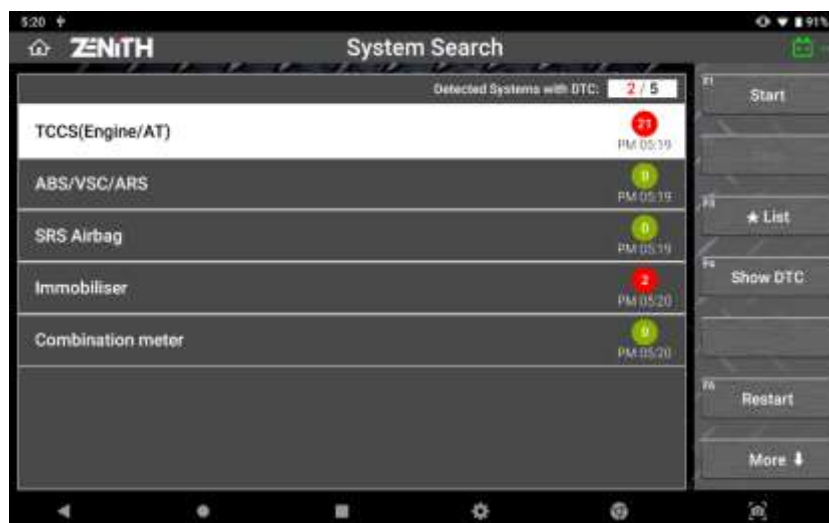 5:20
91%
ZENITH
System Search
Detected Systems with DTC: 2 / 5
TCCS(Engine/AT)
21
PM 05:19
ABS/VSC/ARS
0
PM 05:19
SRS Airbag
0
PM 05:19
Immobiliser
2
PM 05:20
Combination meter
0
PM 05:20
F1
Start
F3
★ List
F4
Show DTC
F6
Restart
More ⬇